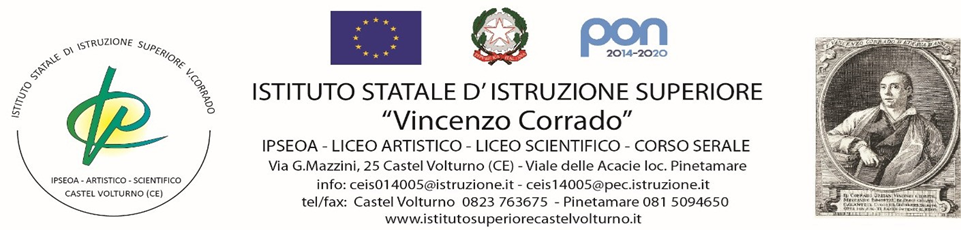 ISTITUTO STATALE DI ISTRUZIONE SUPERIORE V.CORRADO
IPSEOA - ARTISTICO - SCIENTIFICO
CASTEL VOLTURNO (CE)
pon
2014-2020
ISTITUTO STATALE D’ISTRUZIONE SUPERIORE
“Vincenzo Corrado”
IPSEOA - LICEO ARTISTICO - LICEO SCIENTIFICO - CORSO SERALE
Via G.Mazzini, 25 Castel Volturno (CE) - Viale delle Acacie loc. Pinetamare
info: ceis014005@istruzione.it - ceis14005@pec.istruzione.it
tel/fax: Castel Volturno 0823 763675 - Pinetamare 081 5094650
www.istitutosuperiorecastelvolturno.it